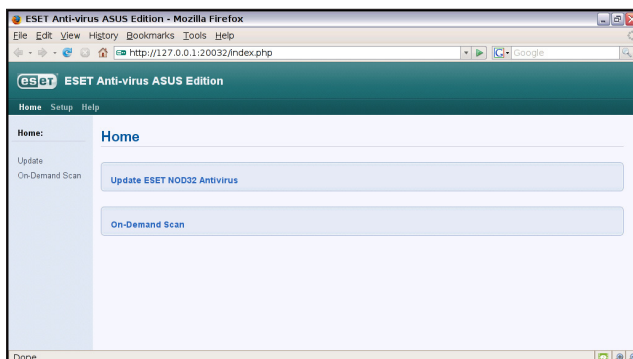 ESET Anti-virus ASUS Edition - Mozilla Firefox
File Edit View History Bookmarks Tools Help
http://127.0.0.1:20032/index.php
Google
eset ESET Anti-virus ASUS Edition
Home Setup Help
Home:
Home
Update
On-Demand Scan
Update ESET NOD32 Antivirus
On-Demand Scan
Done